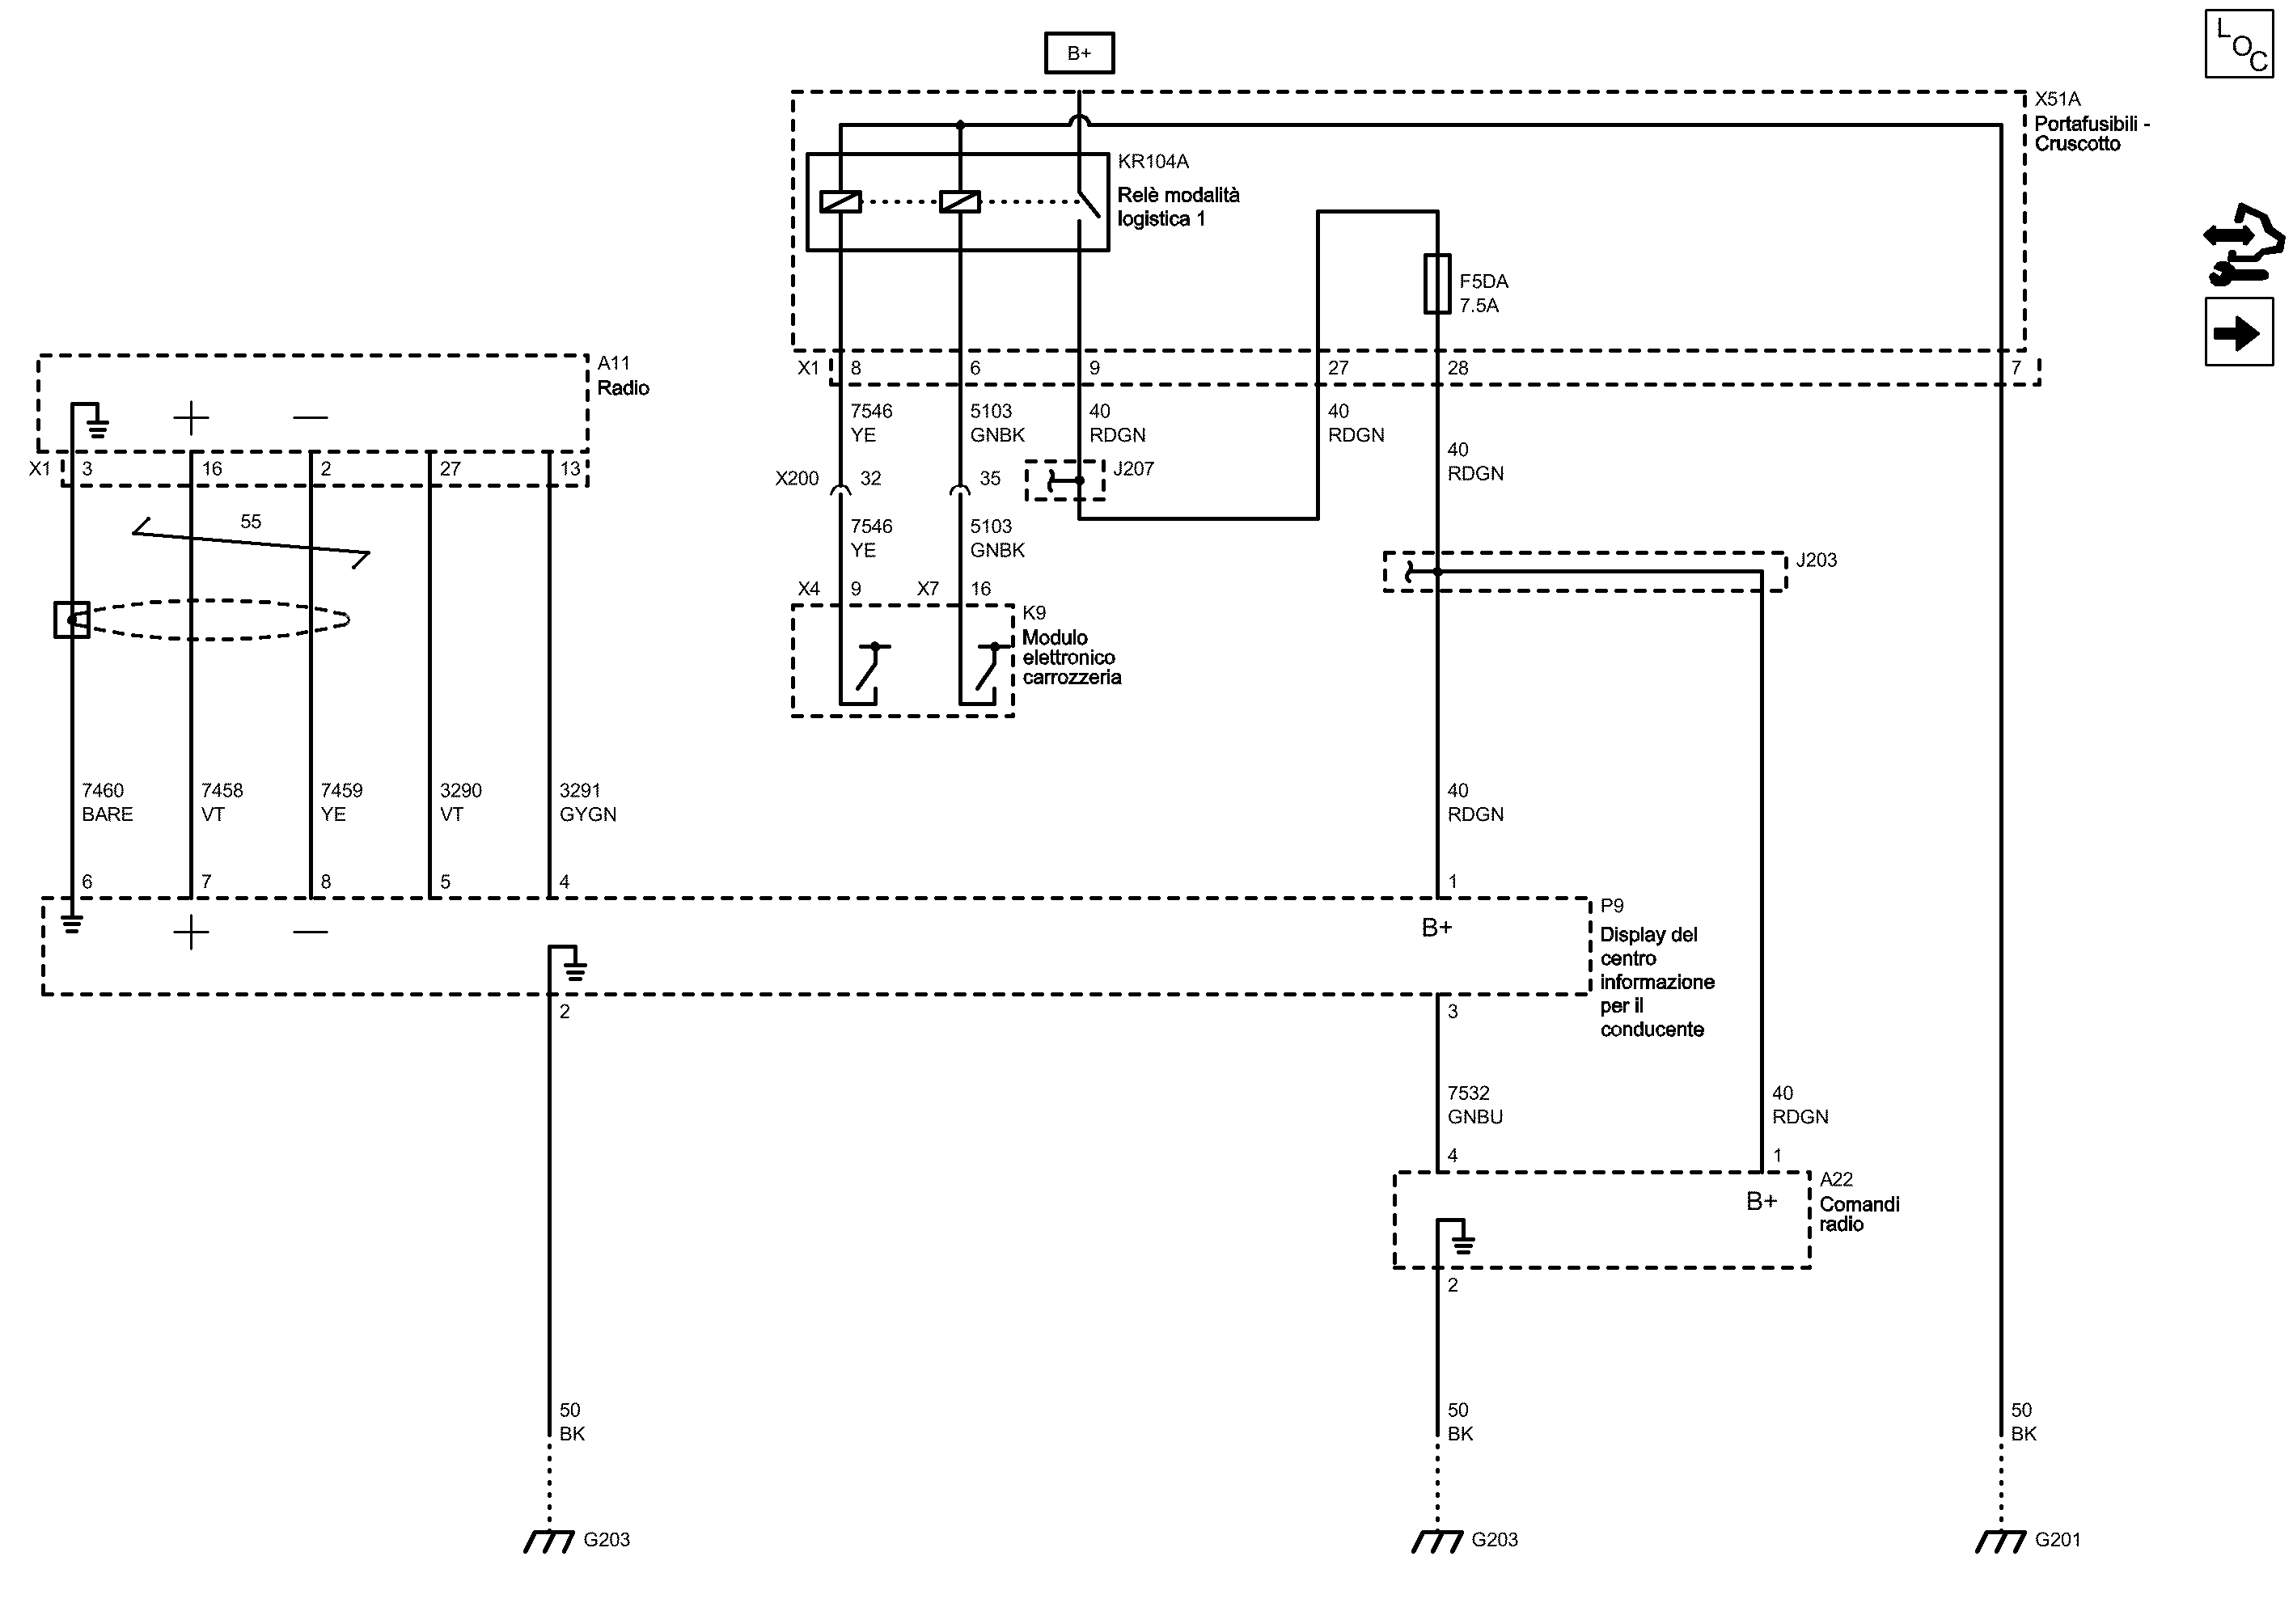 B+
L
O
C
X51A
Portafusibili -
Cruscotto
KR104A
Relè modalità
logistica 1
F5DA
7.5A
A11
Radio
X1 8 6 9 27 28 7
7546
YE
5103
GNBK
40
RDGN
40
RDGN
40
RDGN
X1 3 16 2 27 13
J207
X200 32 35
55
7546
YE
5103
GNBK
J203
X4 9 X7 16
K9
Modulo
elettronico
carrozzeria
7460
BARE
7458
VT
7459
YE
3290
VT
3291
GYGN
40
RDGN
6 7 8 5 4 1
B+
P9
Display del
centro
informazione
per il
conducente
2 3
7532
GNBU
40
RDGN
4 1
B+
A22
Comandi
radio
2
50
BK
50
BK
50
BK
G203
G203
G201